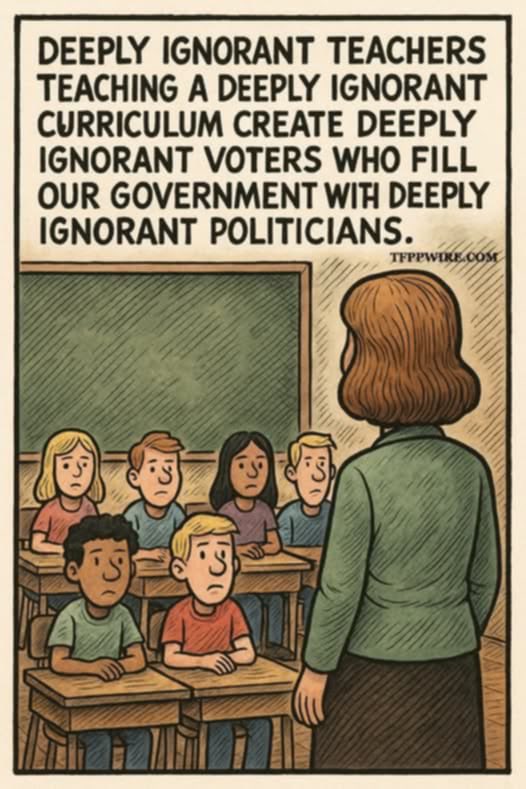 DEEPLY IGNORANT TEACHERS
TEACHING A DEEPLY IGNORANT
CURRICULUM CREATE DEEPLY
IGNORANT VOTERS WHO FILL
OUR GOVERNMENT WITH DEEPLY
IGNORANT POLITICIANS.
TFPPWIRE.COM